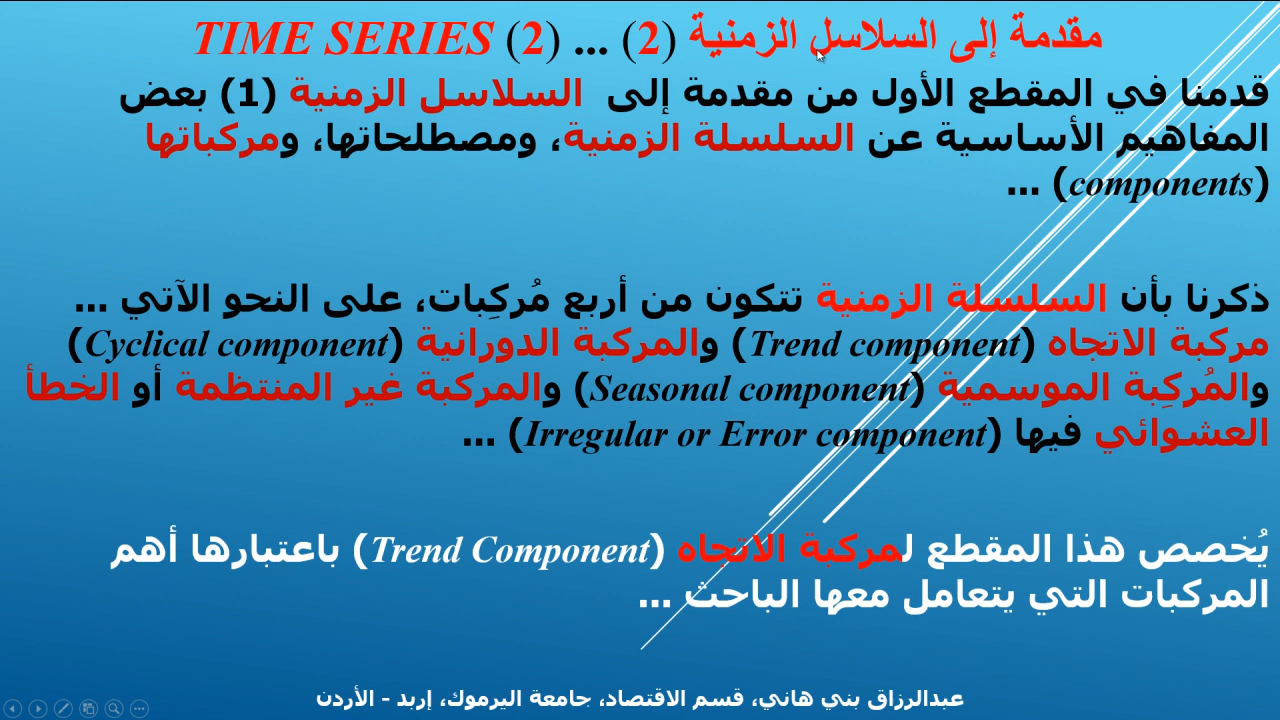 مقدمة إلى السلاسل الزمنية (2) ... TIME SERIES (2)
قدمنا في المقطع الأول من مقدمة إلى السلاسل الزمنية (1) بعض
المفاهيم الأساسية عن السلسلة الزمنية، ومصطلحاتها، ومركباتها
(components) ...
ذكرنا بأن السلسلة الزمنية تتكون من أربع مُركِبات، على النحو الآتي ...
مركبة الاتجاه (Trend component) والمركبة الدورانية (Cyclical component)
والمُركِبة الموسمية (Seasonal component) والمركبة غير المنتظمة أو الخطأ
العشوائي فيها (Irregular or Error component) ...
يُخصص هذا المقطع لمركبة الاتجاه (Trend Component) باعتبارها أهم
المركبات التي يتعامل معها الباحث ...
عبدالرزاق بني هاني، قسم الاقتصاد، جامعة اليرموك، إربد - الأردن